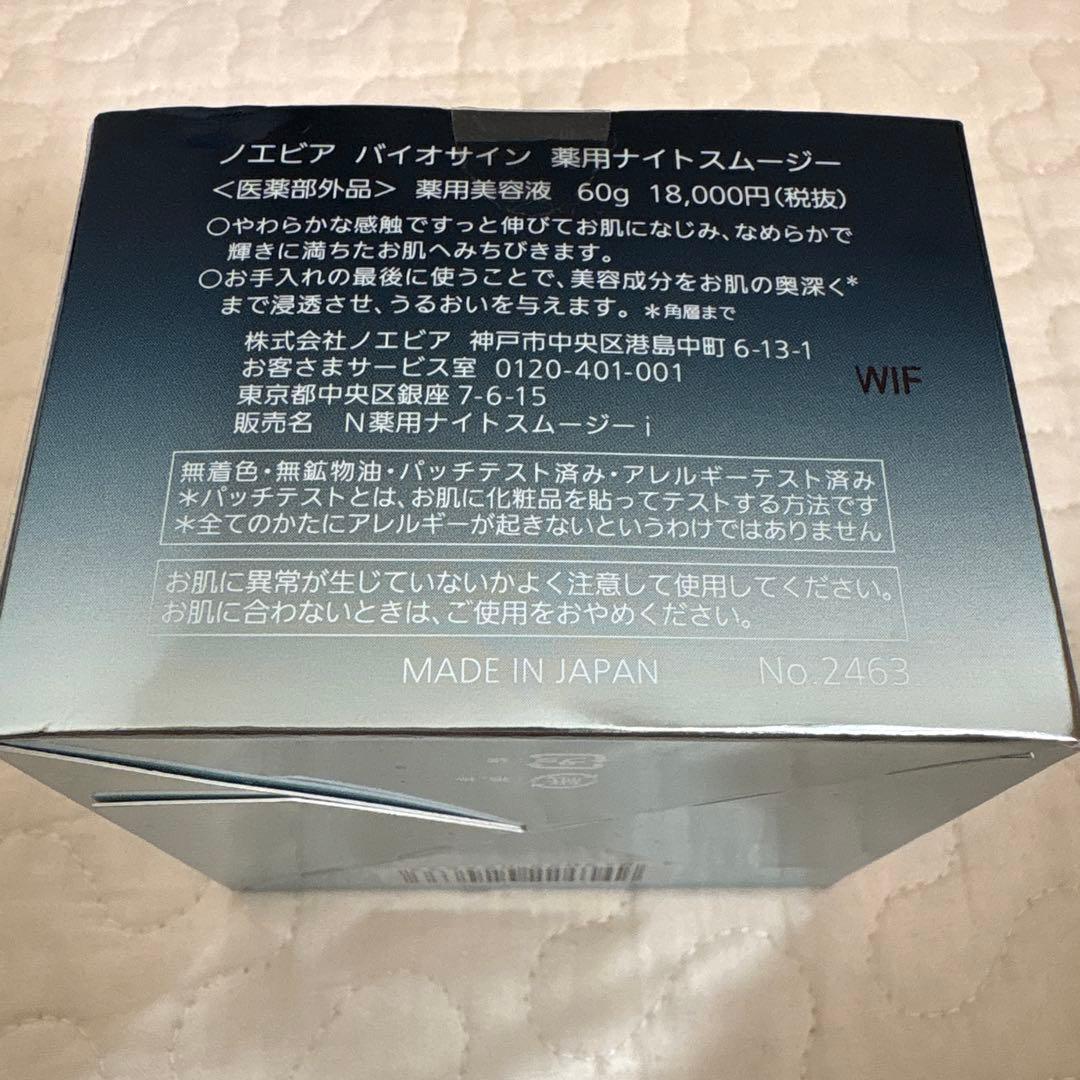 ノエビア バイオサイン 薬用ナイトスムージー
<医薬部外品> 薬用美容液 60g 18,000円(税抜)
○やわらかな感触ですっと伸びてお肌になじみ、なめらかで
輝きに満ちたお肌へみちびきます。
○お手入れの最後に使うことで、美容成分をお肌の奥深く*
まで浸透させ、うるおいを与えます。 *角層まで
株式会社ノエビア 神戸市中央区港島中町 6-13-1
お客さまサービス室 0120-401-001
東京都中央区銀座 7-6-15
WIF
販売名 N薬用ナイトスムージー i
無着色・無鉱物油・パッチテスト済み・アレルギーテスト済み
*パッチテストとは、お肌に化粧品を貼ってテストする方法です
*全てのかたにアレルギーが起きないというわけではありません
お肌に異常が生じていないかよく注意して使用してください。
お肌に合わないときは、ご使用をおやめください。
MADE IN JAPAN No.2463